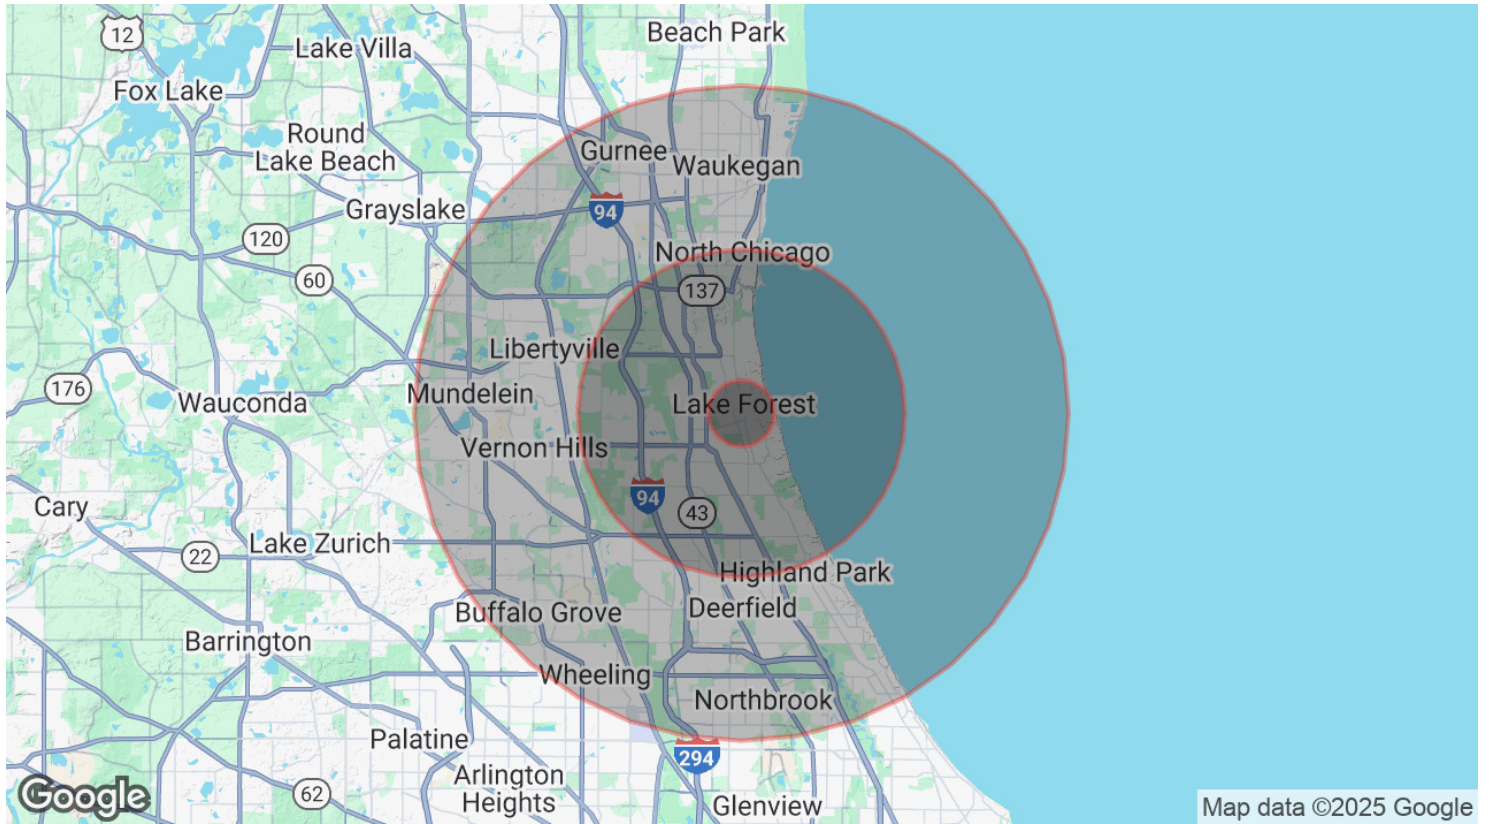 12
Lake Villa
Beach Park
Fox Lake
Round
Lake Beach
Gurnee
Waukegan
Grayslake
94
120
60
North Chicago
137
Libertyville
176
Wauconda
Mundelein
Lake Forest
Vernon Hills
94
43
Cary
22
Lake Zurich
Highland Park
Buffalo Grove
Deerfield
Barrington
Wheeling
Northbrook
Palatine
294
Arlington
Heights
62
Glenview
Google
Map data ©2025 Google